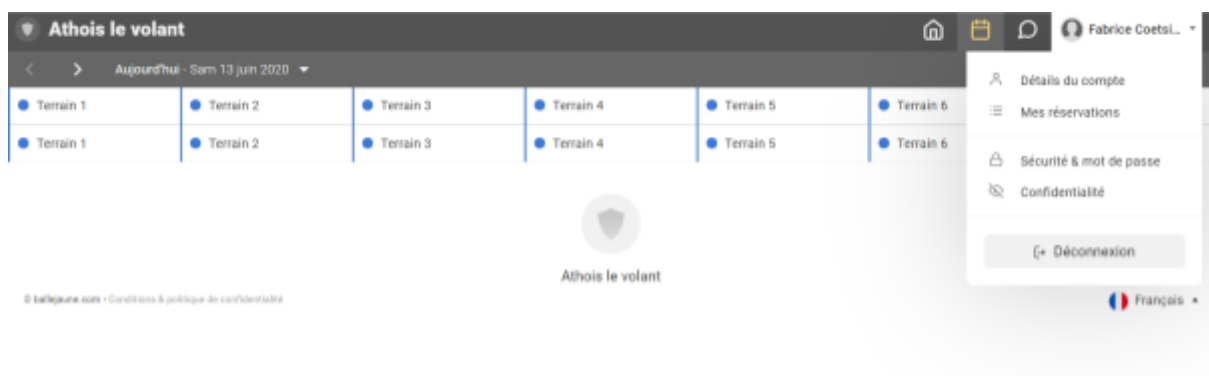 Athois le volant
Fabrice Coetsi...
Aujourd'hui - Sam 13 juin 2020
Terrain 1 Terrain 2 Terrain 3 Terrain 4 Terrain 5 Terrain 6
Terrain 1 Terrain 2 Terrain 3 Terrain 4 Terrain 5 Terrain 6
Détails du compte
Mes réservations
Sécurité & mot de passe
Confidentialité
Déconnexion
Athois le volant
© ballejaune.com • Conditions & politique de confidentialité
Français